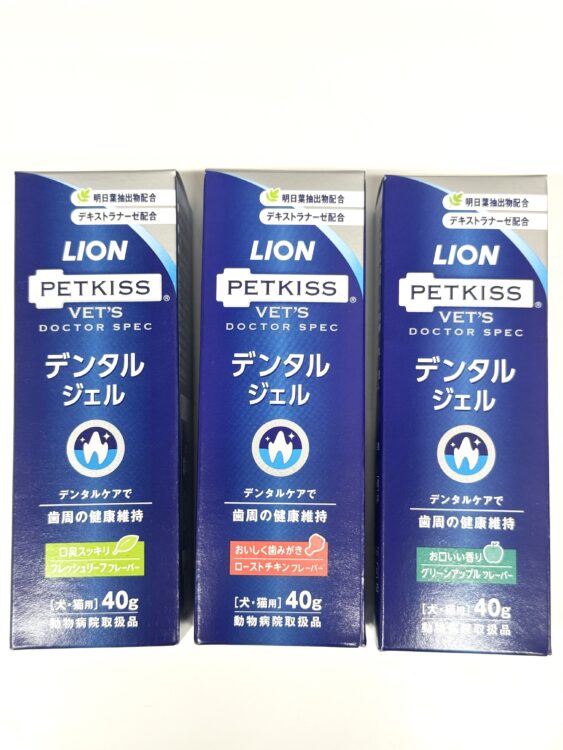 明日葉抽出物配合
デキストラナーゼ配合
LION
PETKISS®
VET'S
DOCTOR SPEC
デンタル
ジェル
デンタルケアで
歯周の健康維持
口臭スッキリ
フレッシュリーフフレーバー
[犬・猫用] 40g
動物病院取扱品
明日葉抽出物配合
デキストラナーゼ配合
LION
PETKISS®
VET'S
DOCTOR SPEC
デンタル
ジェル
デンタルケアで
歯周の健康維持
おいしく歯みがき
ローストチキンフレーバー
[犬・猫用] 40g
動物病院取扱品
明日葉抽出物配合
デキストラナーゼ配合
LION
PETKISS®
VET'S
DOCTOR SPEC
デンタル
ジェル
デンタルケアで
歯周の健康維持
お口いい香り
グリーンアップルフレーバー
[犬・猫用] 40g
動物病院取扱品